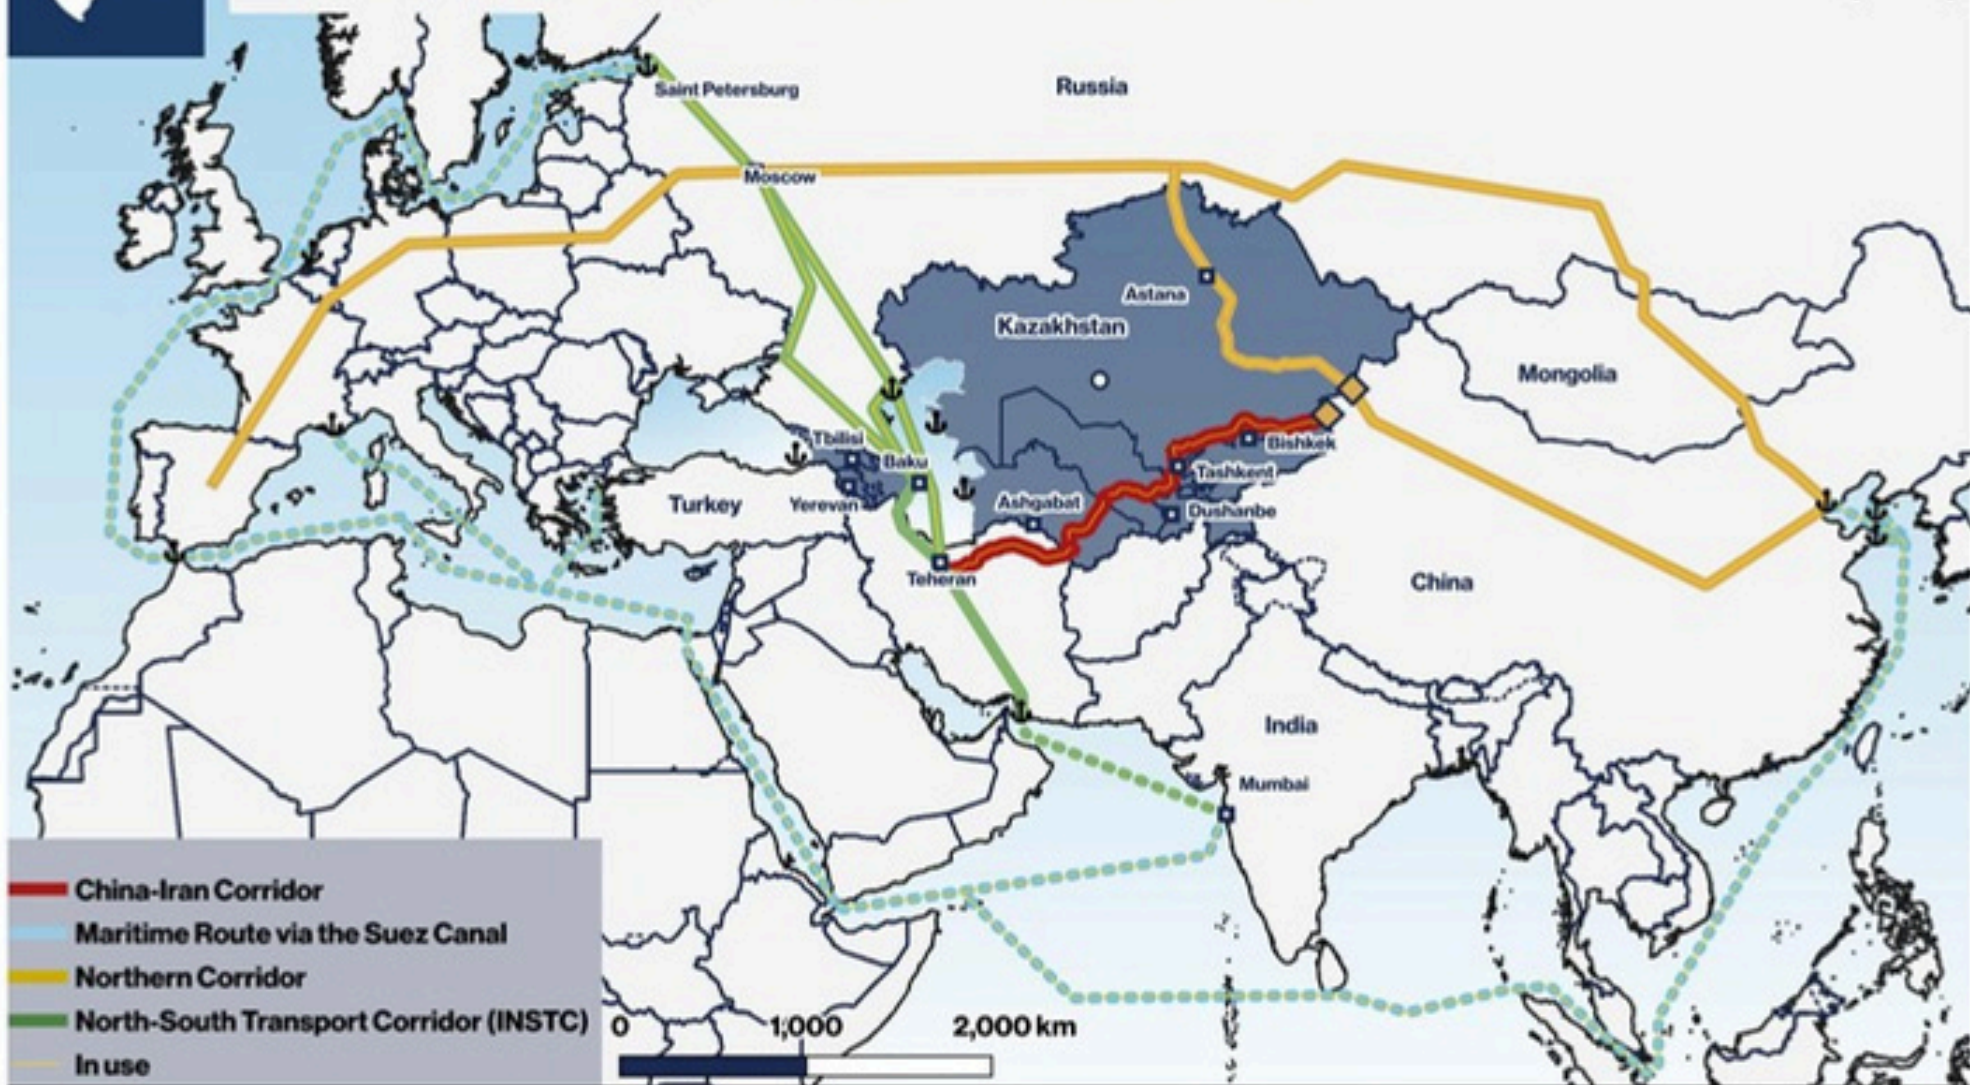 Saint Petersburg
Russia
Moscow
Astana
Kazakhstan
Mongolia
Tbilisi
Bishkek
Baku
Tashkent
Turkey
Yerevan
Ashgabat
Dushanbe
Teheran
China
India
Mumbai
China-Iran Corridor
Maritime Route via the Suez Canal
Northern Corridor
North-South Transport Corridor (INSTC)
In use
0 1,000 2,000 km